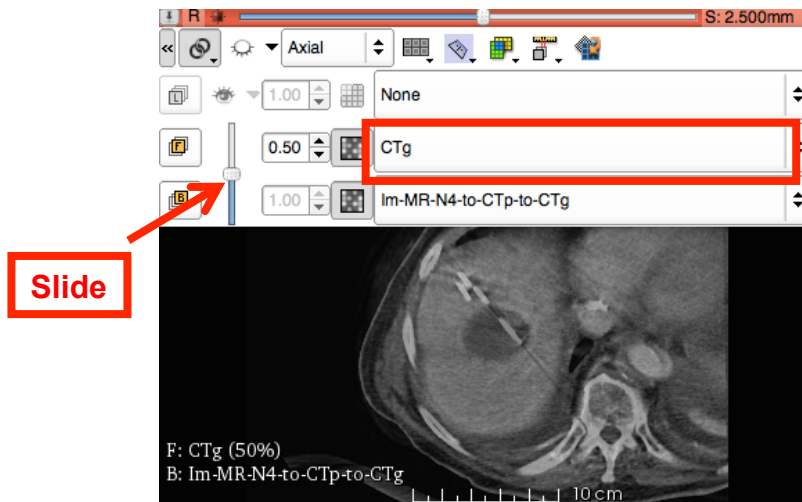 R S: 2.500mm
« Axial
L 1.00 None
F 0.50 CTg
B 1.00 Im-MR-N4-to-CTp-to-CTg
Slide
F: CTg (50%)
B: Im-MR-N4-to-CTp-to-CTg
10 cm